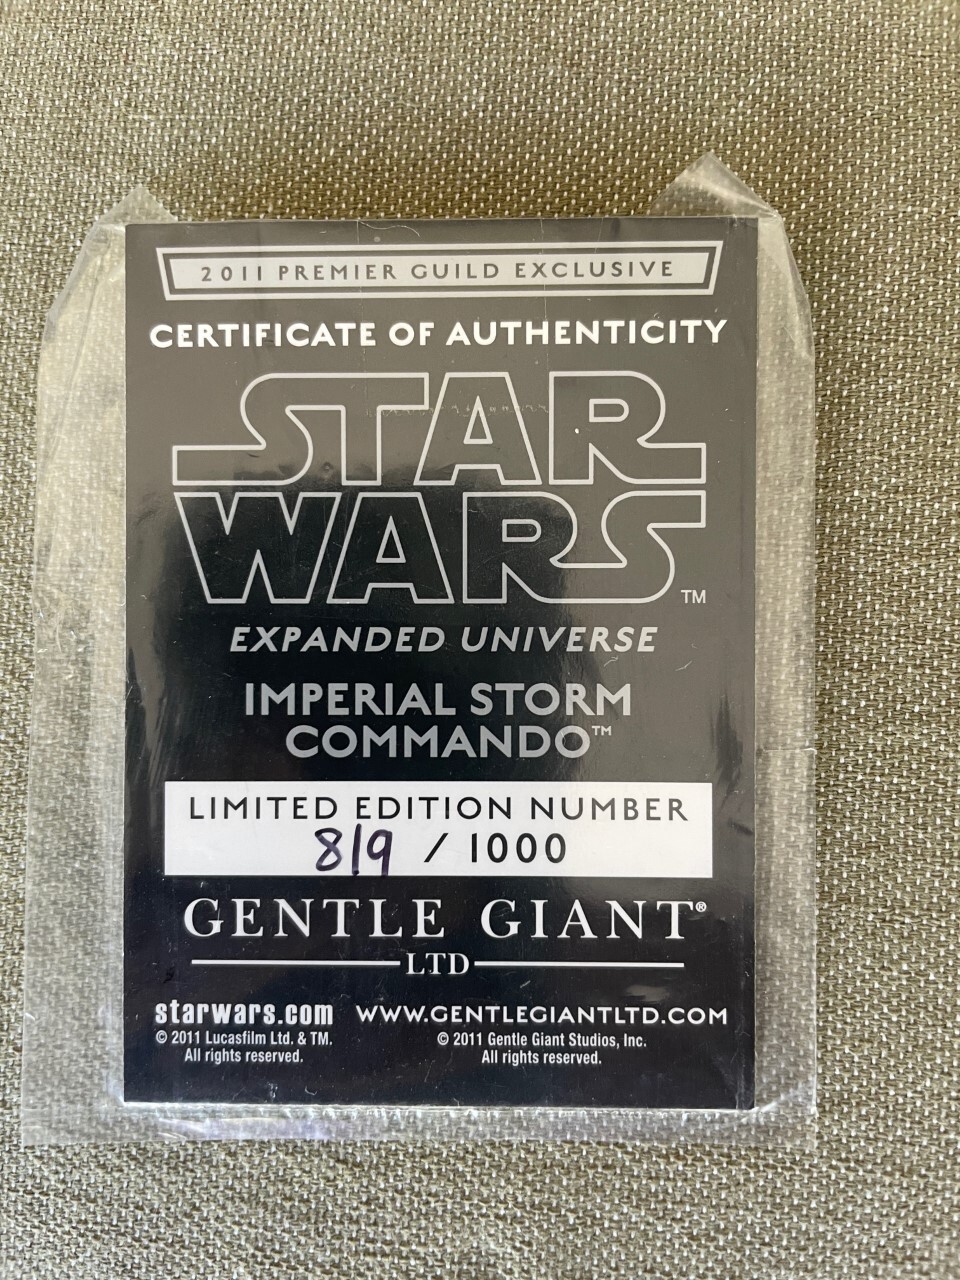 2011 PREMIER GUILD EXCLUSIVE
CERTIFICATE OF AUTHENTICITY
STAR
WARS™
EXPANDED UNIVERSE
IMPERIAL STORM
COMMANDO™
LIMITED EDITION NUMBER
819 / 1000
GENTLE GIANT®
LTD
starwars.com WWW.GENTLEGIANTLTD.COM
© 2011 Lucasfilm Ltd. & TM. © 2011 Gentle Giant Studios, Inc.
All rights reserved. All rights reserved.